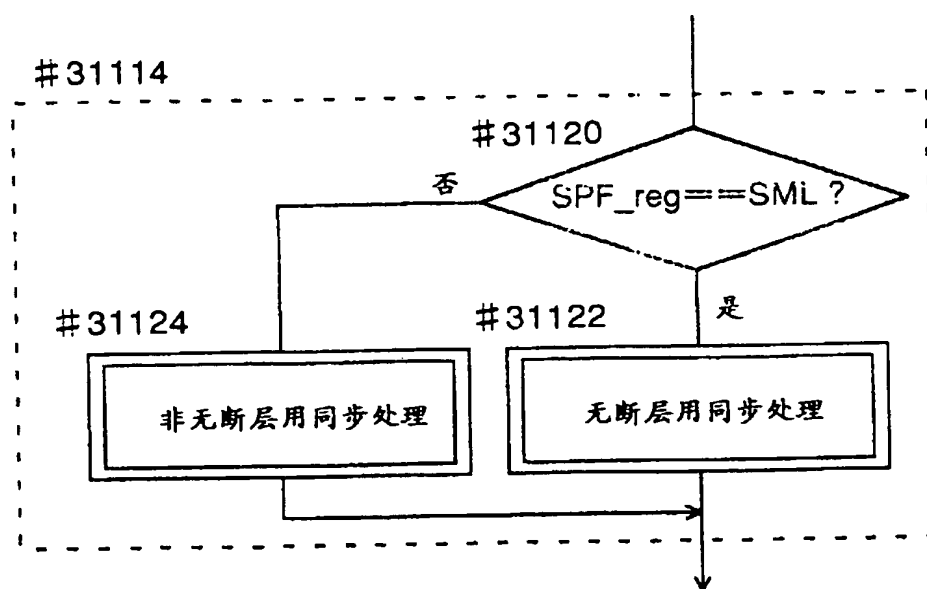 #31114
#31120
SPF_reg==SML ?
否
是
#31124
#31122
非无断层用同步处理
无断层用同步处理